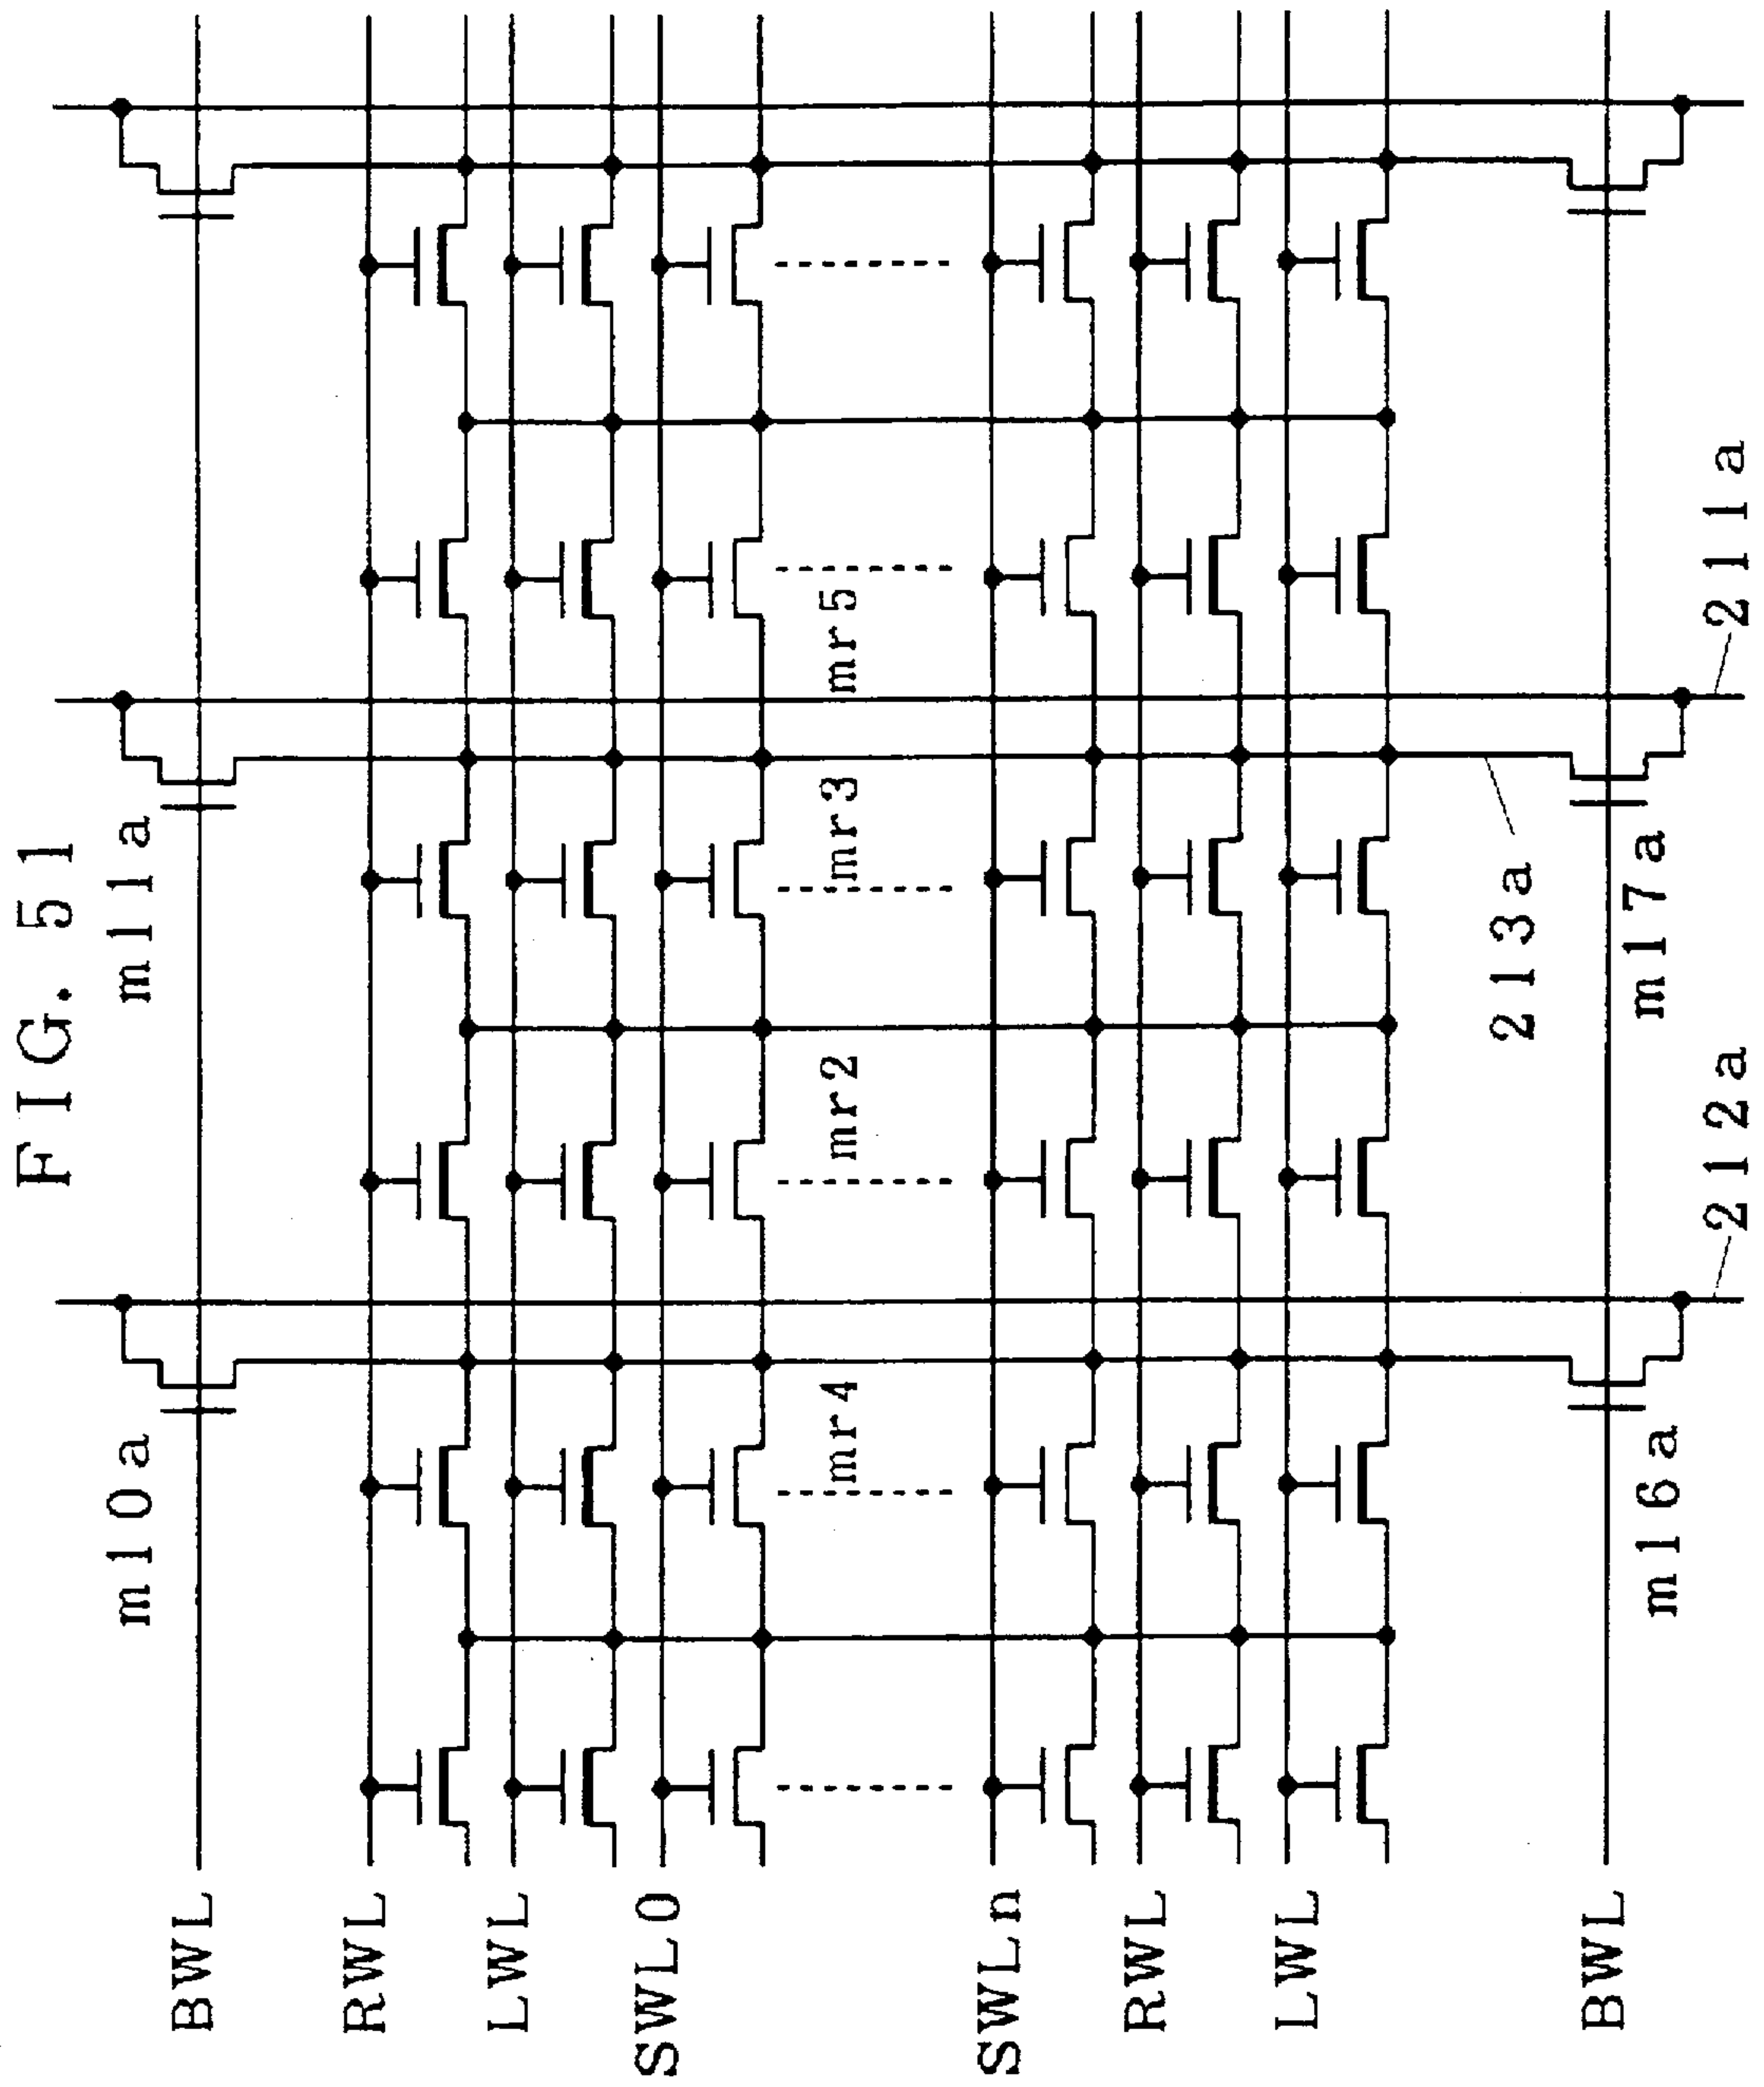 FIG. 51
m10a
m11a
BWL
RWL
LWL
SWL0
mr4
mr2
mr3
mr5
SWLn
RWL
LWL
213a
BWL
m16a
m17a
212a
211a